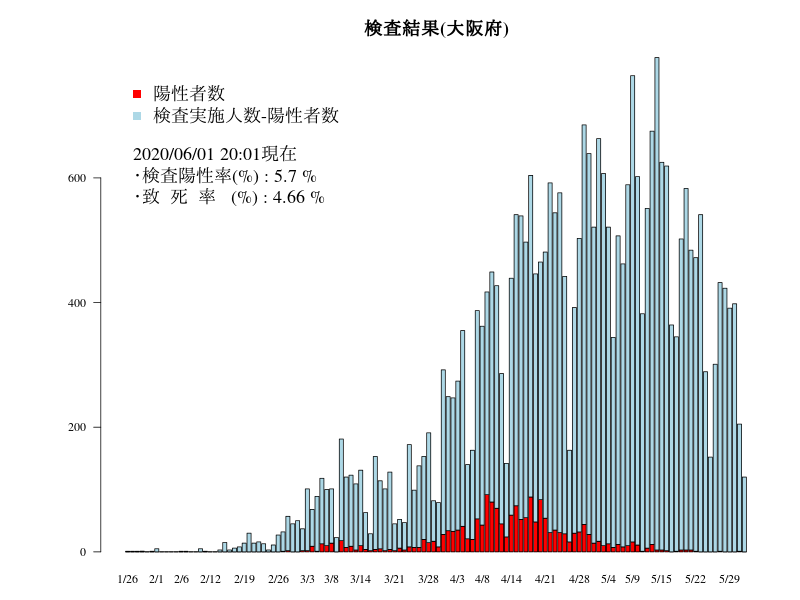 検査結果(大阪府)
陽性者数
検査実施人数-陽性者数
2020/06/01 20:01現在
・検査陽性率(%) : 5.7 %
・致 死 率 (%) : 4.66 %
600
400
200
0
1/26 2/1 2/6 2/12 2/19 2/26 3/3 3/8 3/14 3/21 3/28 4/3 4/8 4/14 4/21 4/28 5/4 5/9 5/15 5/22 5/29